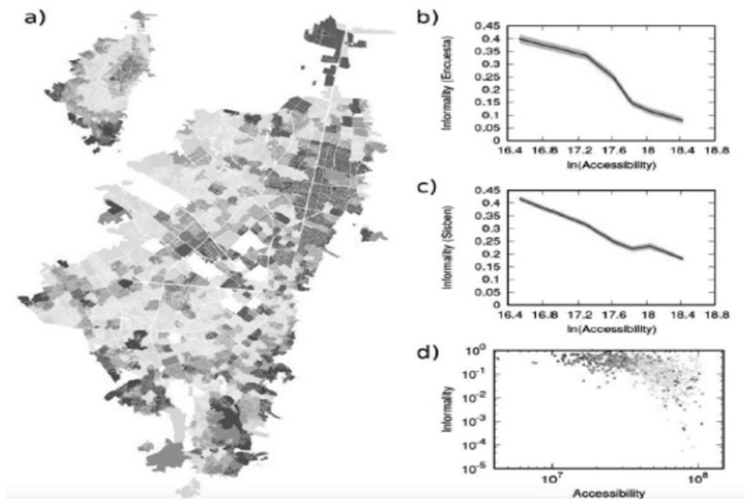 a)
b)
0.45
0.4
0.35
0.3
0.25
0.2
0.15
0.1
0.05
0
Informality (Encuesta)
16.4 16.8 17.2 17.6 18 18.4 18.8
ln(Accessibility)
c)
0.45
0.4
0.35
0.3
0.25
0.2
0.15
0.1
0.05
0
Informality (Sisben)
16.4 16.8 17.2 17.6 18 18.4 18.8
ln(Accessibility)
d)
10^0
10^-1
10^-2
10^-3
10^-4
10^-5
Informality
10^7 10^8
Accessibility